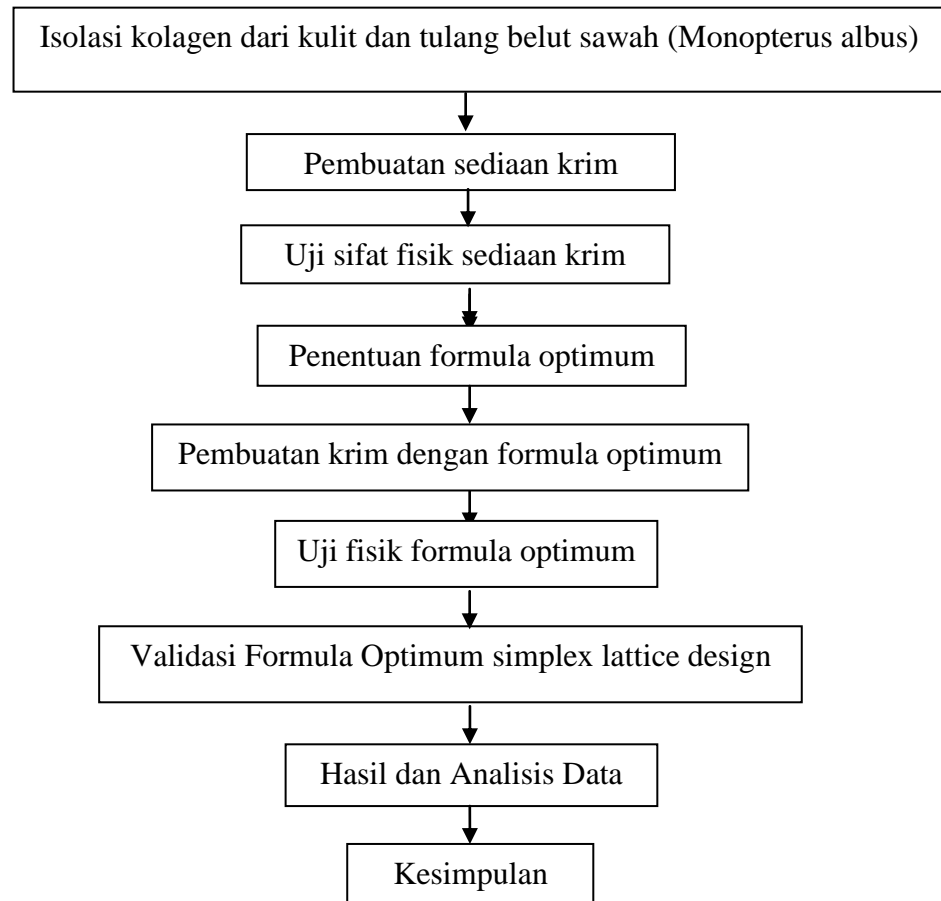 Isolasi kolagen dari kulit dan tulang belut sawah (Monopterus albus)
Pembuatan sediaan krim
Uji sifat fisik sediaan krim
Penentuan formula optimum
Pembuatan krim dengan formula optimum
Uji fisik formula optimum
Validasi Formula Optimum simplex lattice design
Hasil dan Analisis Data
Kesimpulan